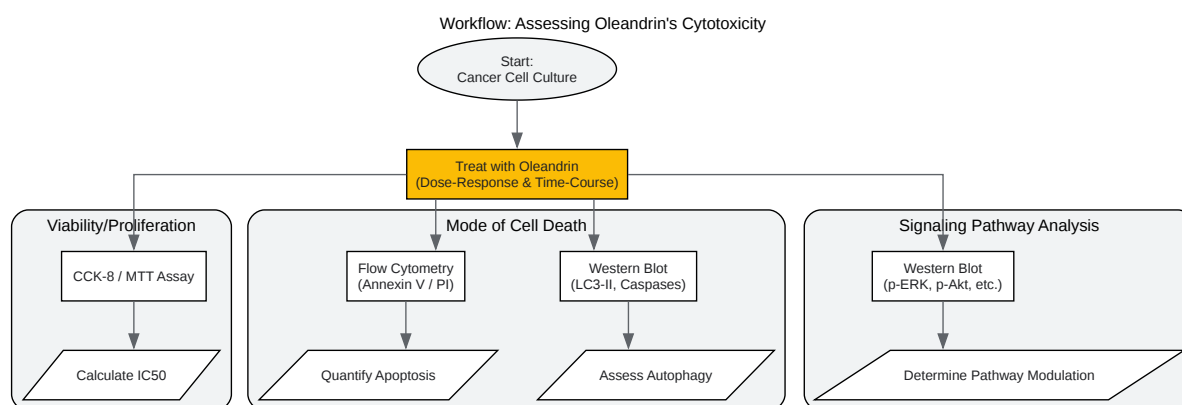 Workflow: Assessing Oleandrin's Cytotoxicity
Start:
Cancer Cell Culture
Treat with Oleandrin
(Dose-Response & Time-Course)
Viability/Proliferation
Mode of Cell Death
Signaling Pathway Analysis
CCK-8 / MTT Assay
Flow Cytometry
(Annexin V / PI)
Western Blot
(LC3-II, Caspases)
Western Blot
(p-ERK, p-Akt, etc.)
Calculate IC50
Quantify Apoptosis
Assess Autophagy
Determine Pathway Modulation